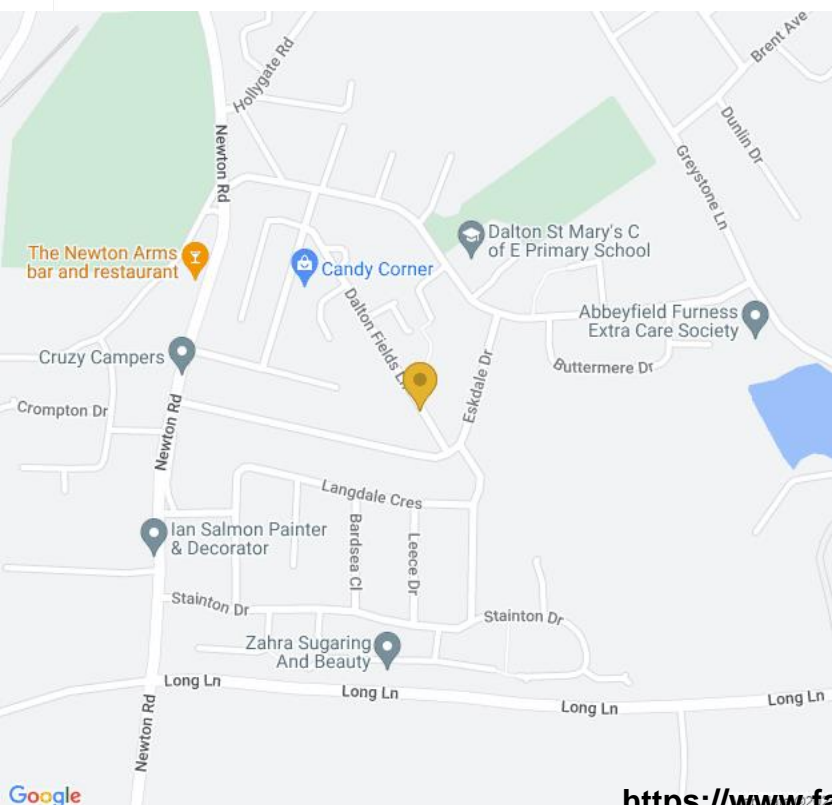 Hollygate Rd
Brent Ave
Newton Rd
Dunlin Dr
Greystone Ln
The Newton Arms
bar and restaurant
Candy Corner
Dalton St Mary's C
of E Primary School
Dalton Fields L
Abbeyfield Furness
Extra Care Society
Cruzy Campers
Eskdale Dr
Buttermere Dr
Crompton Dr
Newton Rd
Langdale Cres
Ian Salmon Painter
& Decorator
Bardsea Cl
Leece Dr
Stainton Dr
Stainton Dr
Zahra Sugaring
And Beauty
Long Ln
Long Ln
Long Ln
Long Ln
Newton Rd
Google
https://www.fa